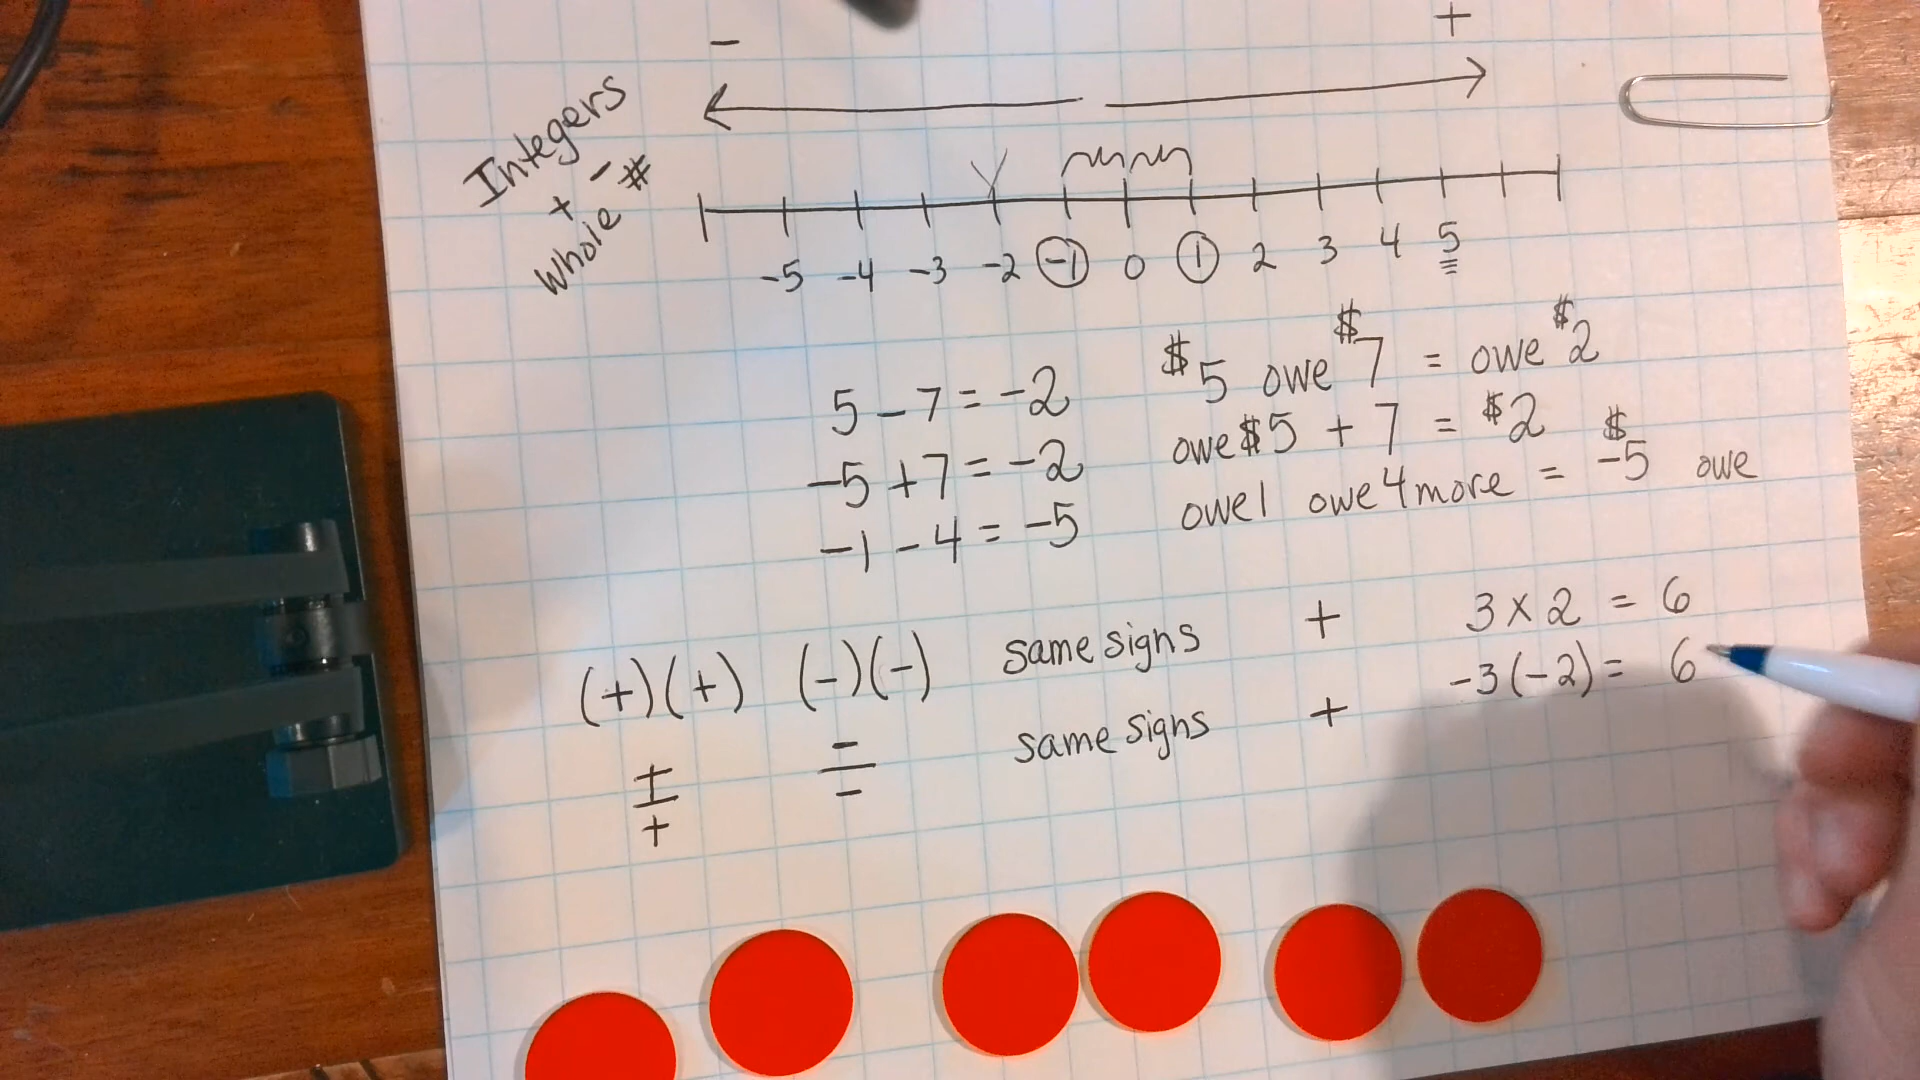 - +
Integers
+ -
Whole #
-5 -4 -3 -2 -1 0 1 2 3 4 5
5 - 7 = -2 $5 owe $7 = owe $2
-5 + 7 = -2 owe $5 + 7 = $2
-1 - 4 = -5 owe 1 owe 4 more = $-5 owe
(+)(+) (-)(-) same signs + 3 x 2 = 6
-3(-2) = 6
+/+ -/- same signs +